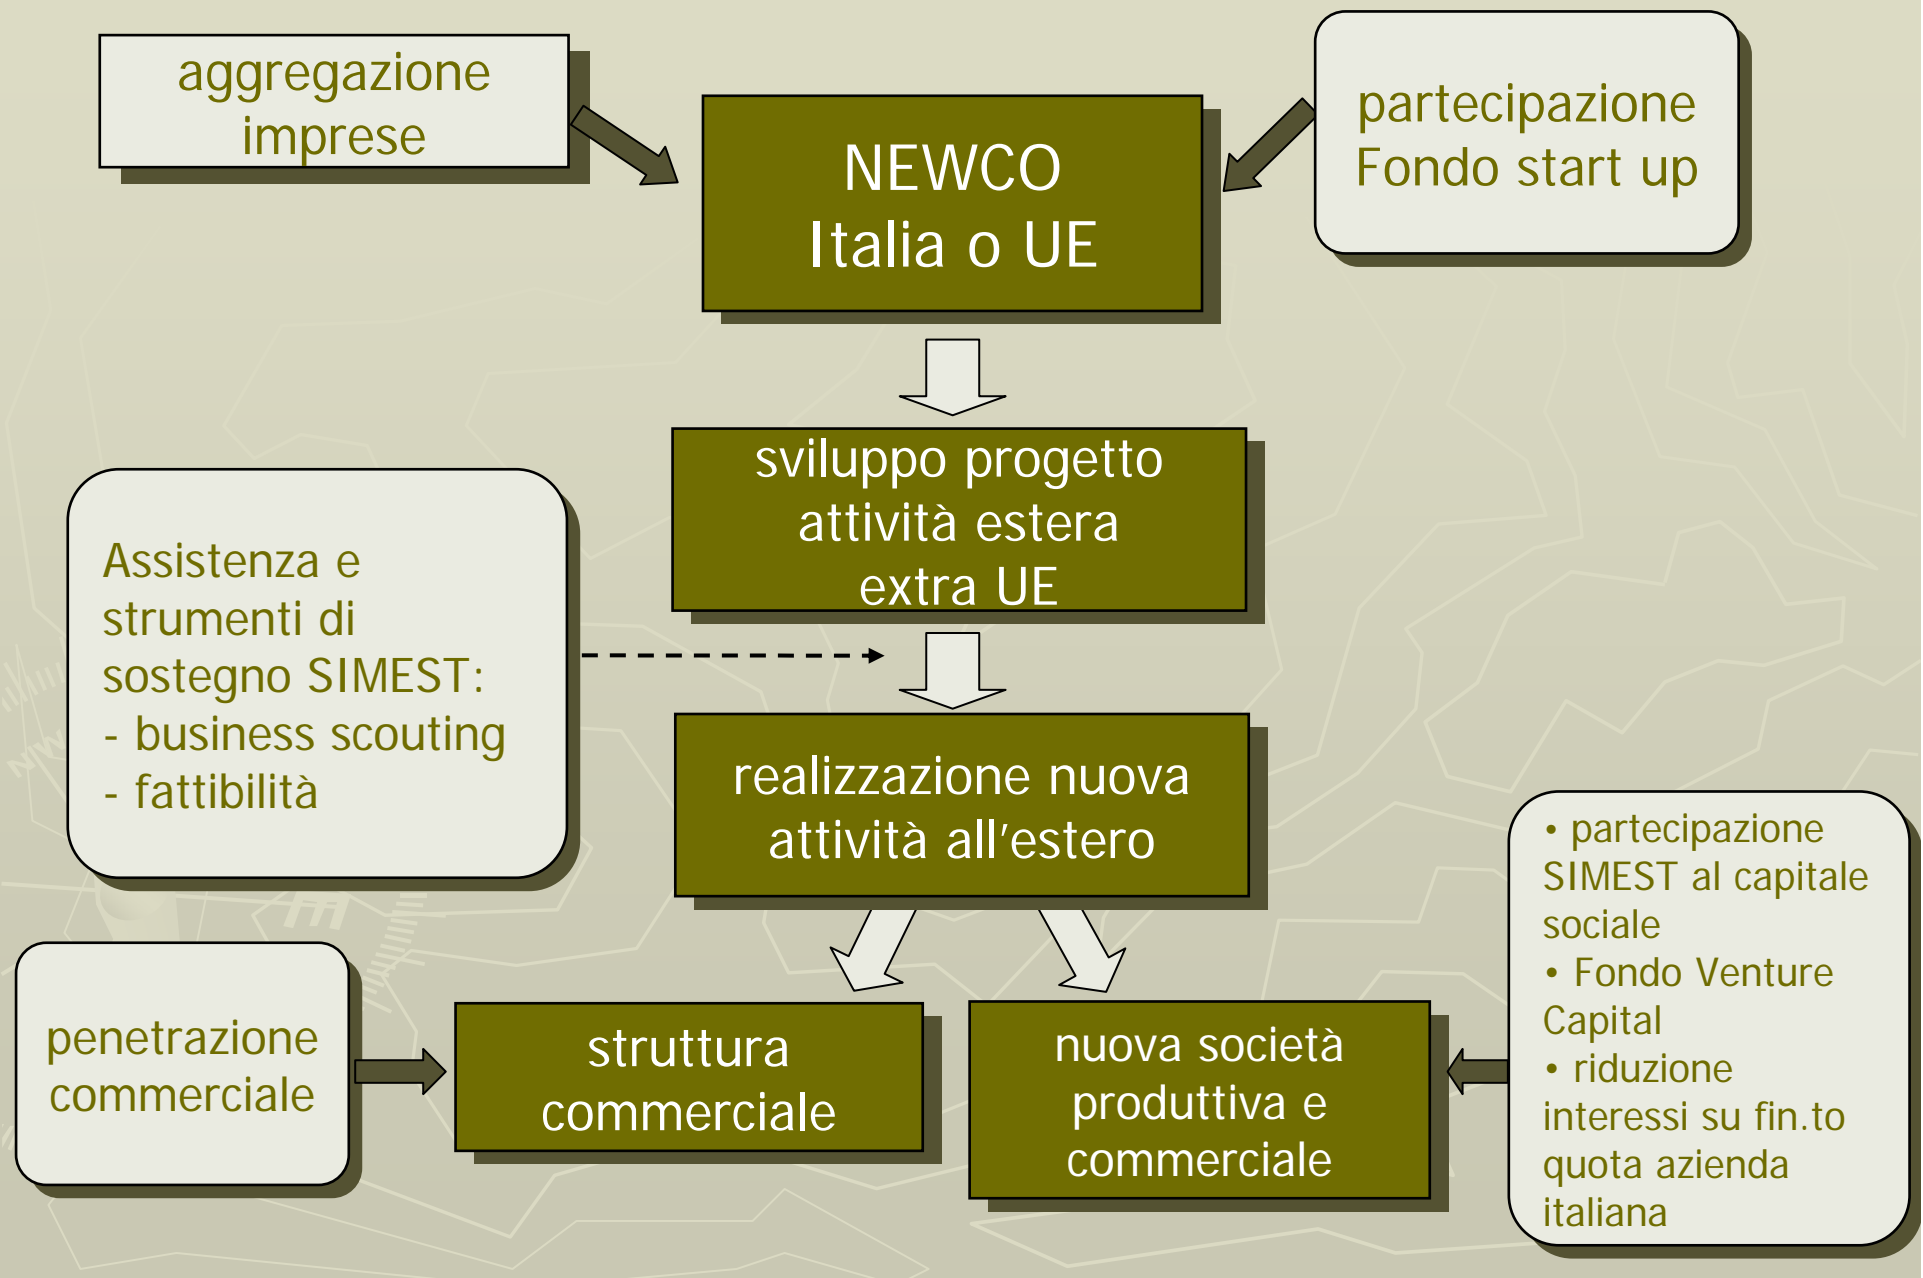 aggregazione
imprese
NEWCO
Italia o UE
partecipazione
Fondo start up
sviluppo progetto
attività estera
extra UE
Assistenza e
strumenti di
sostegno SIMEST:
- business scouting
- fattibilità
realizzazione nuova
attività all'estero
penetrazione
commerciale
struttura
commerciale
nuova società
produttiva e
commerciale
• partecipazione
SIMEST al capitale
sociale
• Fondo Venture
Capital
• riduzione
interessi su fin.to
quota azienda
italiana
NW
E